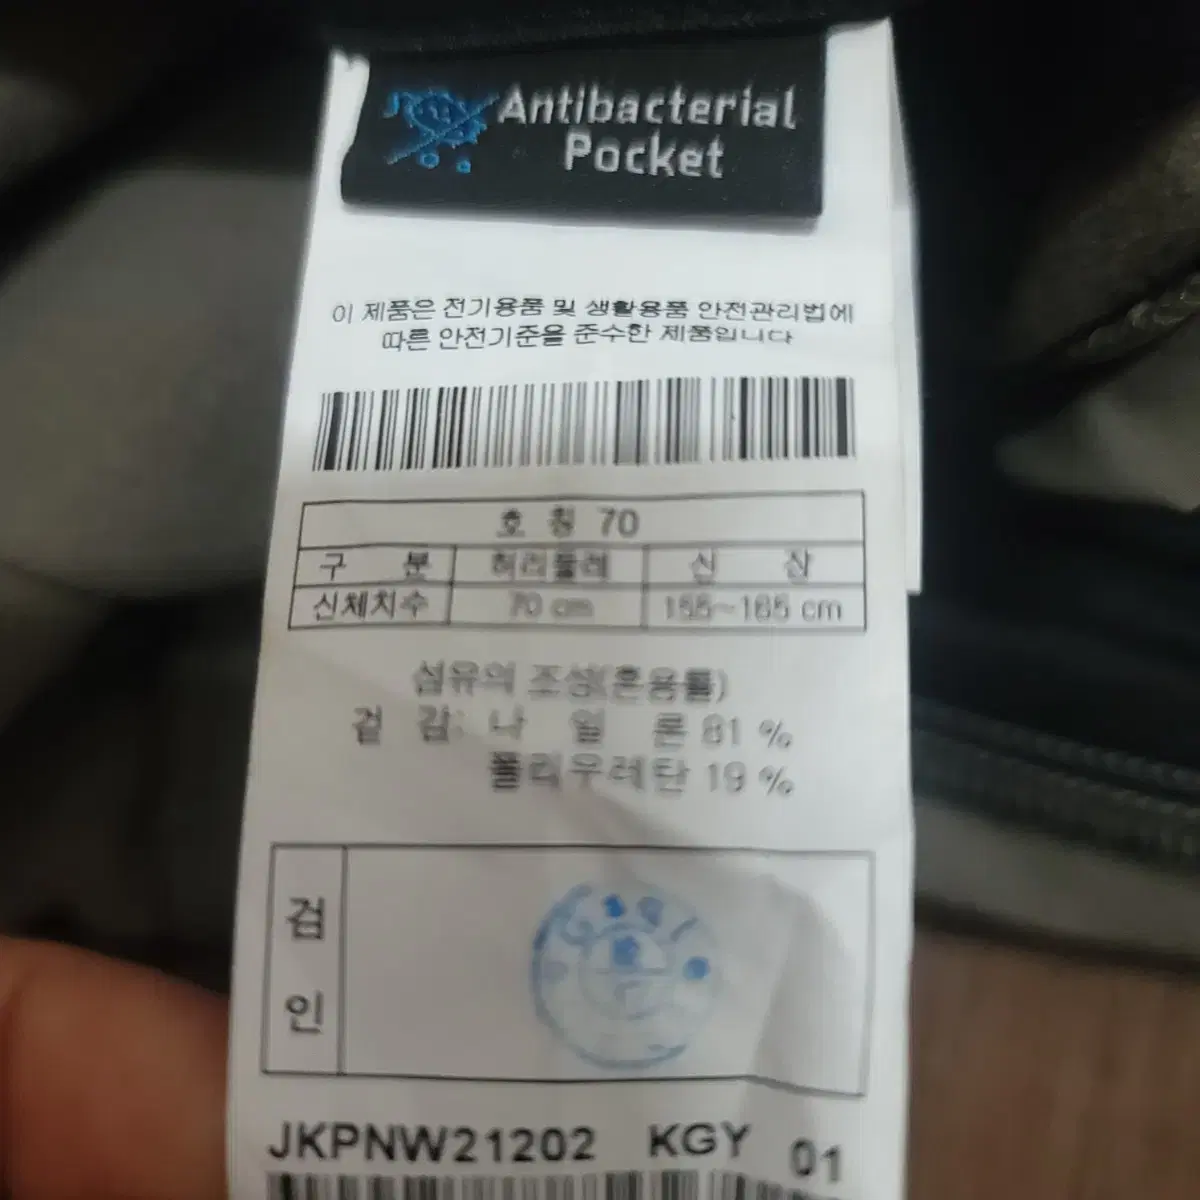 Antibacterial
Pocket
이 제품은 전기용품 및 생활용품 안전관리법에
따른 안전기준을 준수한 제품입니다
호 칭 70
구 분 허리둘레 신 장
신체치수 70 cm 155~165 cm
섬유의 조성(혼용률)
겉 감: 나 일 론 81 %
폴리우레탄 19 %
검
인
JKPNW21202 KGY 01